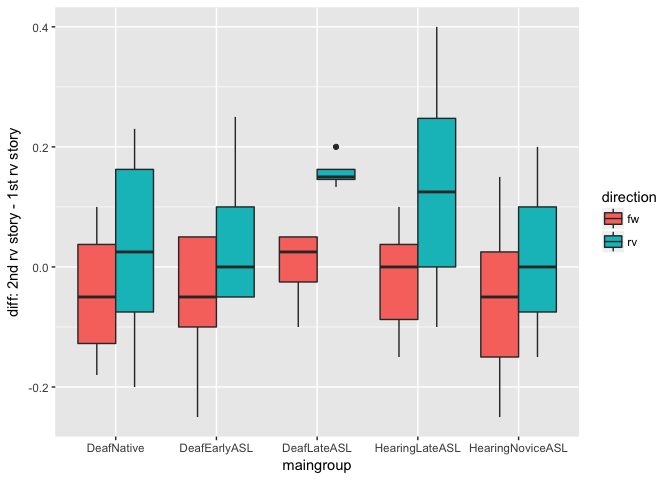 diff: 2nd rv story - 1st rv story
0.4
0.2
0.0
-0.2
DeafNative DeafEarlyASL DeafLateASL HearingLateASL HearingNoviceASL
maingroup
direction
fw
rv